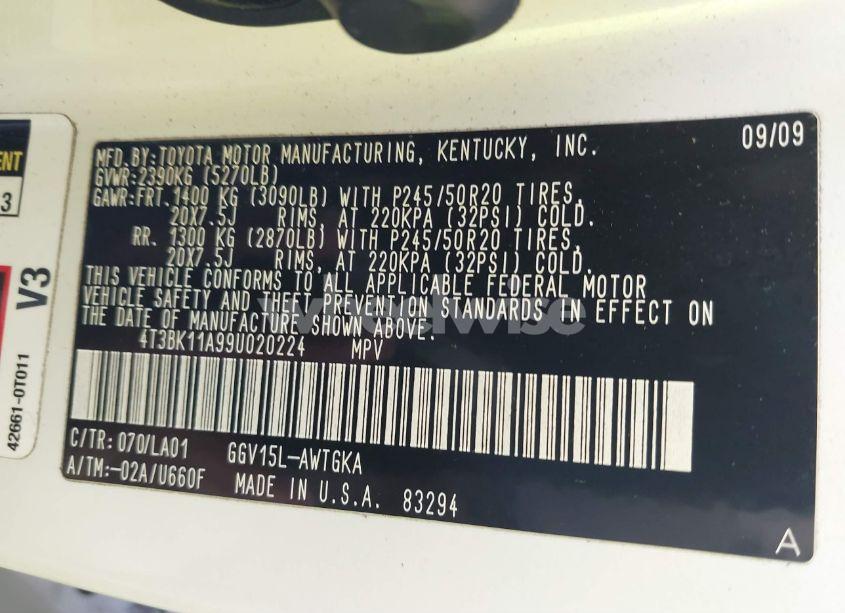 09/09
MFD.BY:TOYOTA MOTOR MANUFACTURING, KENTUCKY, INC.
GVWR:2390KG (5270LB)
GAWR:FRT.1400 KG (3090LB) WITH P245/50R20 TIRES,
20X7.5J RIMS, AT 220KPA (32PSI) COLD.
RR. 1300 KG (2870LB) WITH P245/50R20 TIRES,
20X7.5J RIMS, AT 220KPA (32PSI) COLD.
THIS VEHICLE CONFORMS TO ALL APPLICABLE FEDERAL MOTOR
VEHICLE SAFETY AND THEFT PREVENTION STANDARDS IN EFFECT ON
THE DATE OF MANUFACTURE SHOWN ABOVE.
4T3BK11A99U020224 MPV
C/TR: 070/LA01 GGV15L-AWTGKA
A/TM:-02A/U660F MADE IN U.S.A. 83294
A
3
V3
42661-0T011